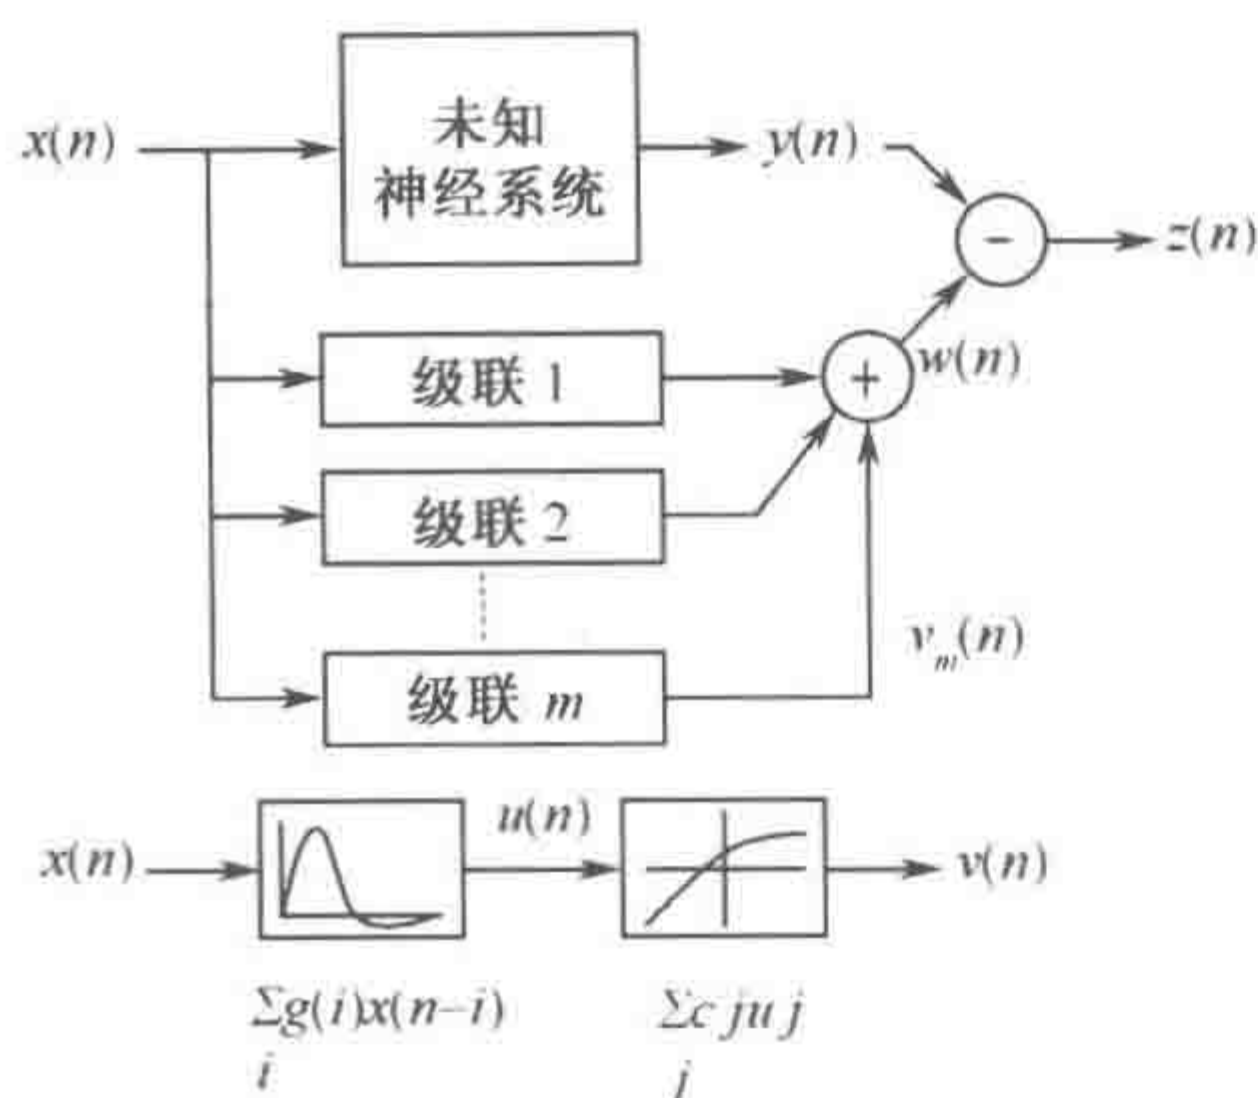 未知
神经系统
x(n)
y(n)
−
z(n)
级联 1
+
w(n)
级联 2
级联 m
v_m(n)
x(n)
u(n)
v(n)
Σg(i)x(n−i)
i
Σc ju j
j